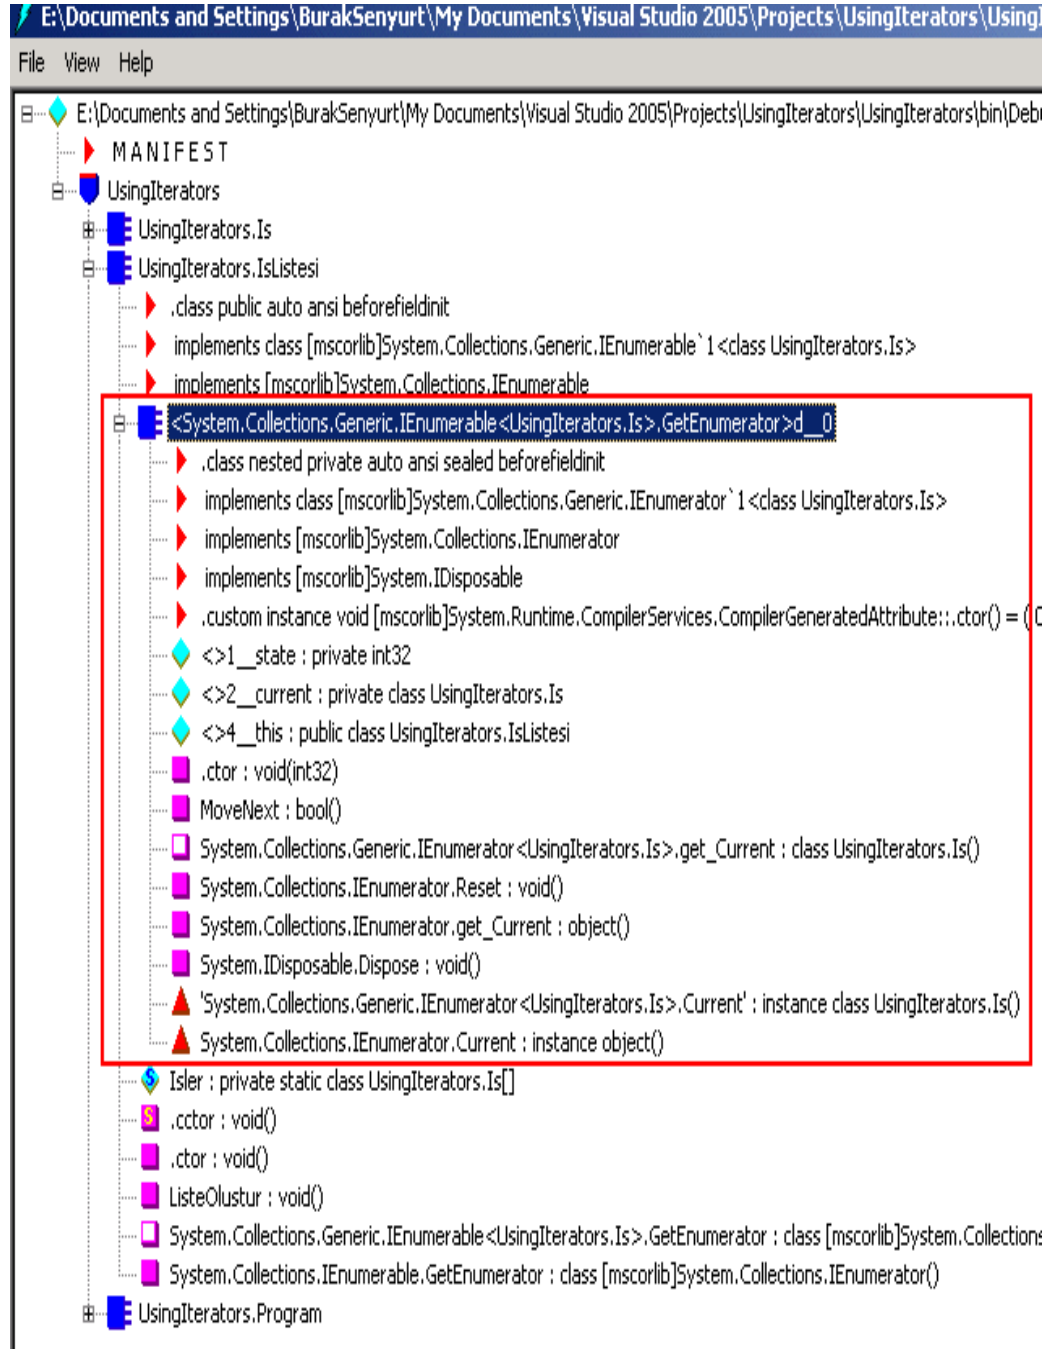 E:\Documents and Settings\BurakSenyurt\My Documents\Visual Studio 2005\Projects\UsingIterators\Using
File View Help
E:\Documents and Settings\BurakSenyurt\My Documents\Visual Studio 2005\Projects\UsingIterators\UsingIterators\bin\Deb
MANIFEST
UsingIterators
UsingIterators.Is
UsingIterators.IsListesi
.class public auto ansi beforefieldinit
implements class [mscorlib]System.Collections.Generic.IEnumerable`1<class UsingIterators.Is>
implements [mscorlib]System.Collections.IEnumerable
<System.Collections.Generic.IEnumerable<UsingIterators.Is>.GetEnumerator>d__0
.class nested private auto ansi sealed beforefieldinit
implements class [mscorlib]System.Collections.Generic.IEnumerator`1<class UsingIterators.Is>
implements [mscorlib]System.Collections.IEnumerator
implements [mscorlib]System.IDisposable
.custom instance void [mscorlib]System.Runtime.CompilerServices.CompilerGeneratedAttribute::.ctor() = ( 0
<>1__state : private int32
<>2__current : private class UsingIterators.Is
<>4__this : public class UsingIterators.IsListesi
.ctor : void(int32)
MoveNext : bool()
System.Collections.Generic.IEnumerator<UsingIterators.Is>.get_Current : class UsingIterators.Is()
System.Collections.IEnumerator.Reset : void()
System.Collections.IEnumerator.get_Current : object()
System.IDisposable.Dispose : void()
'System.Collections.Generic.IEnumerator<UsingIterators.Is>.Current' : instance class UsingIterators.Is()
System.Collections.IEnumerator.Current : instance object()
Isler : private static class UsingIterators.Is[]
.cctor : void()
.ctor : void()
ListeOlustur : void()
System.Collections.Generic.IEnumerable<UsingIterators.Is>.GetEnumerator : class [mscorlib]System.Collections
System.Collections.IEnumerable.GetEnumerator : class [mscorlib]System.Collections.IEnumerator()
UsingIterators.Program